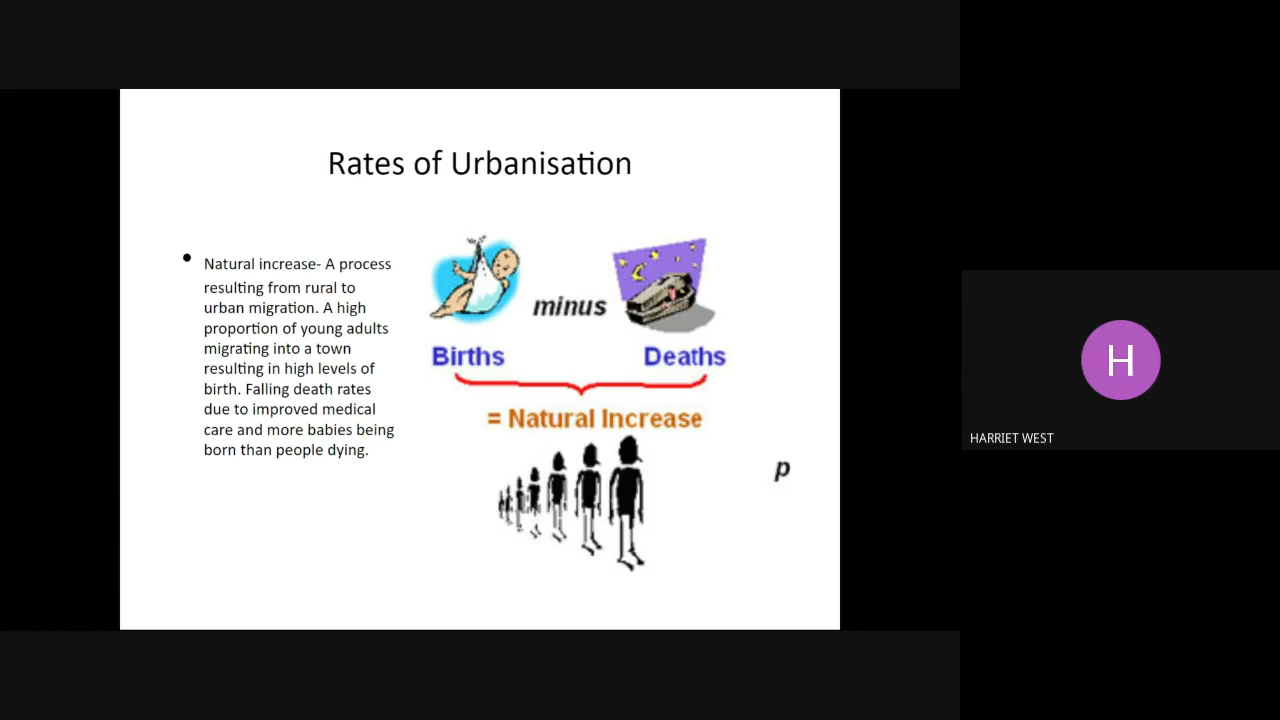 Rates of Urbanisation
• Natural increase- A process
resulting from rural to
urban migration. A high
proportion of young adults
migrating into a town
resulting in high levels of
birth. Falling death rates
due to improved medical
care and more babies being
born than people dying.
minus
Births Deaths
= Natural Increase
p
H
HARRIET WEST